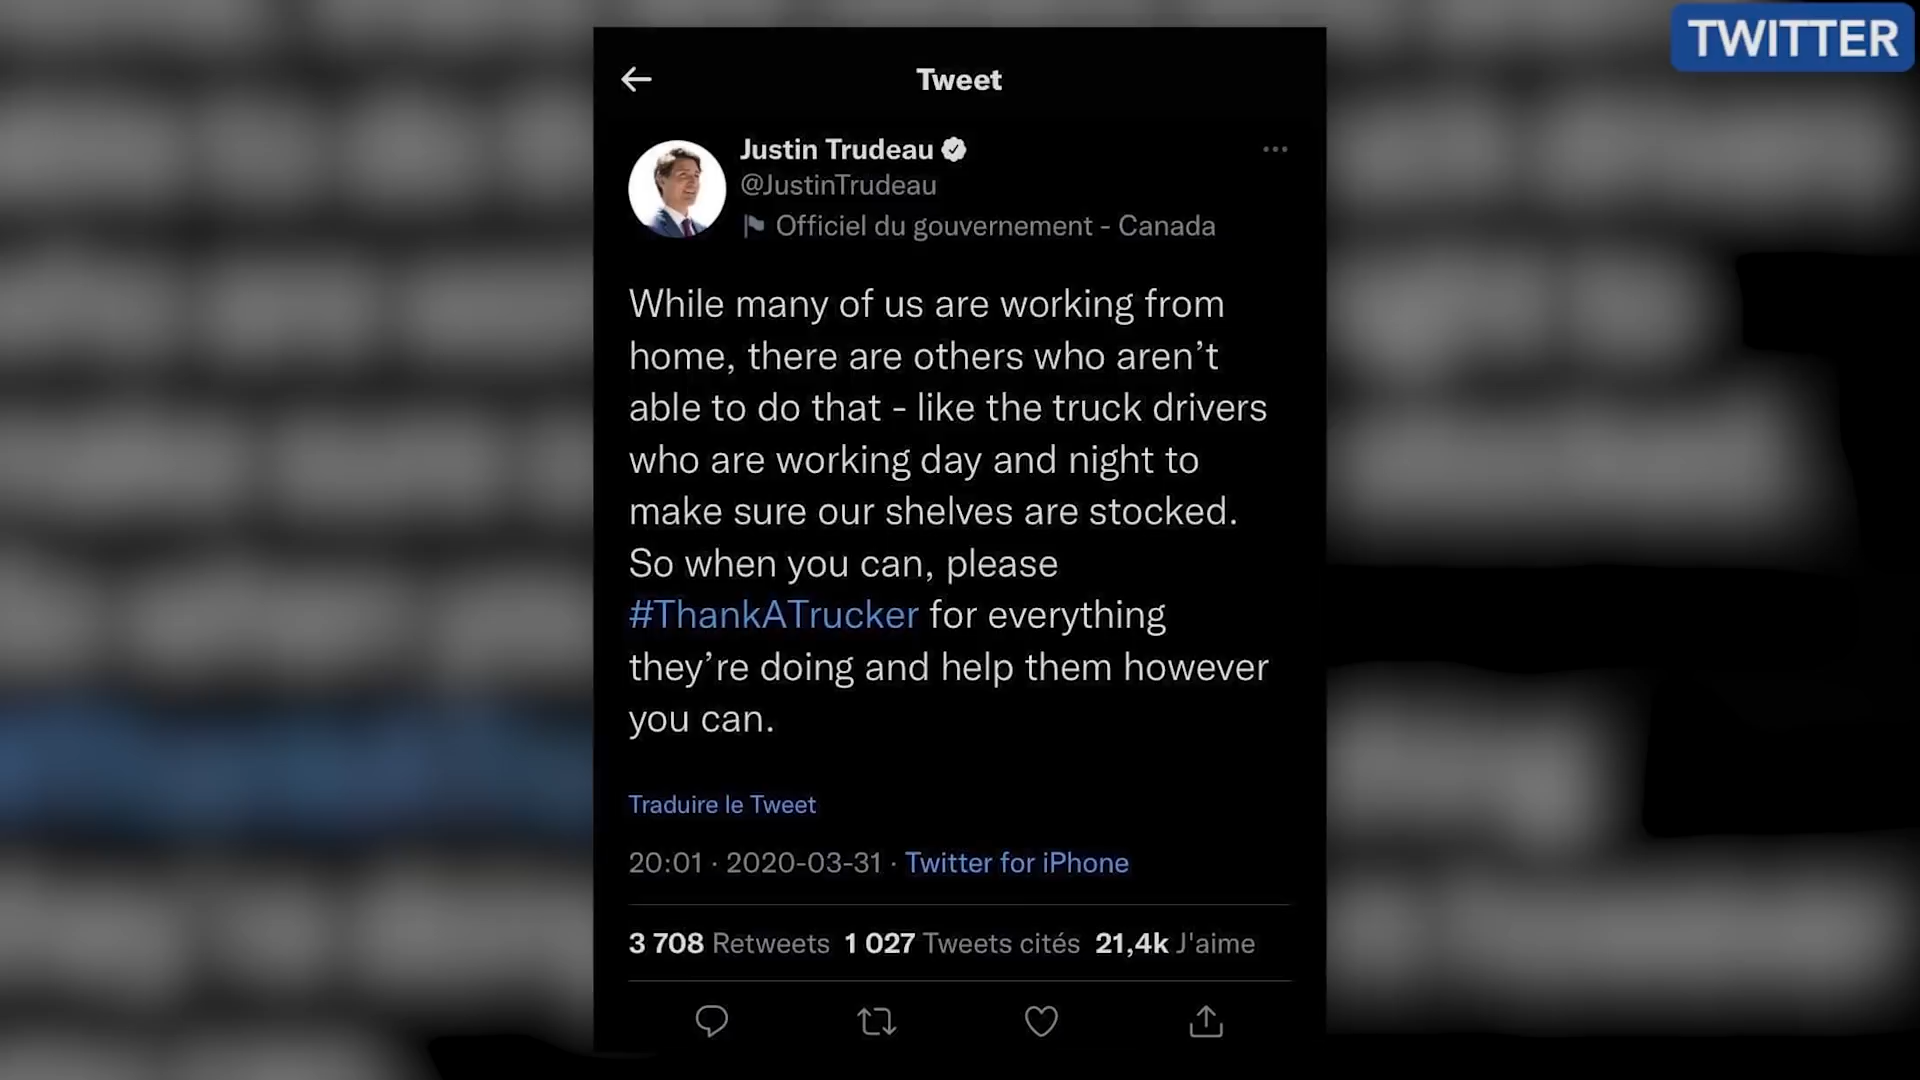 TWITTER
Tweet
Justin Trudeau
@JustinTrudeau
Officiel du gouvernement - Canada
While many of us are working from
home, there are others who aren’t
able to do that - like the truck drivers
who are working day and night to
make sure our shelves are stocked.
So when you can, please
#ThankATrucker for everything
they’re doing and help them however
you can.
Traduire le Tweet
20:01 · 2020-03-31 · Twitter for iPhone
3 708 Retweets 1 027 Tweets cités 21,4k J'aime